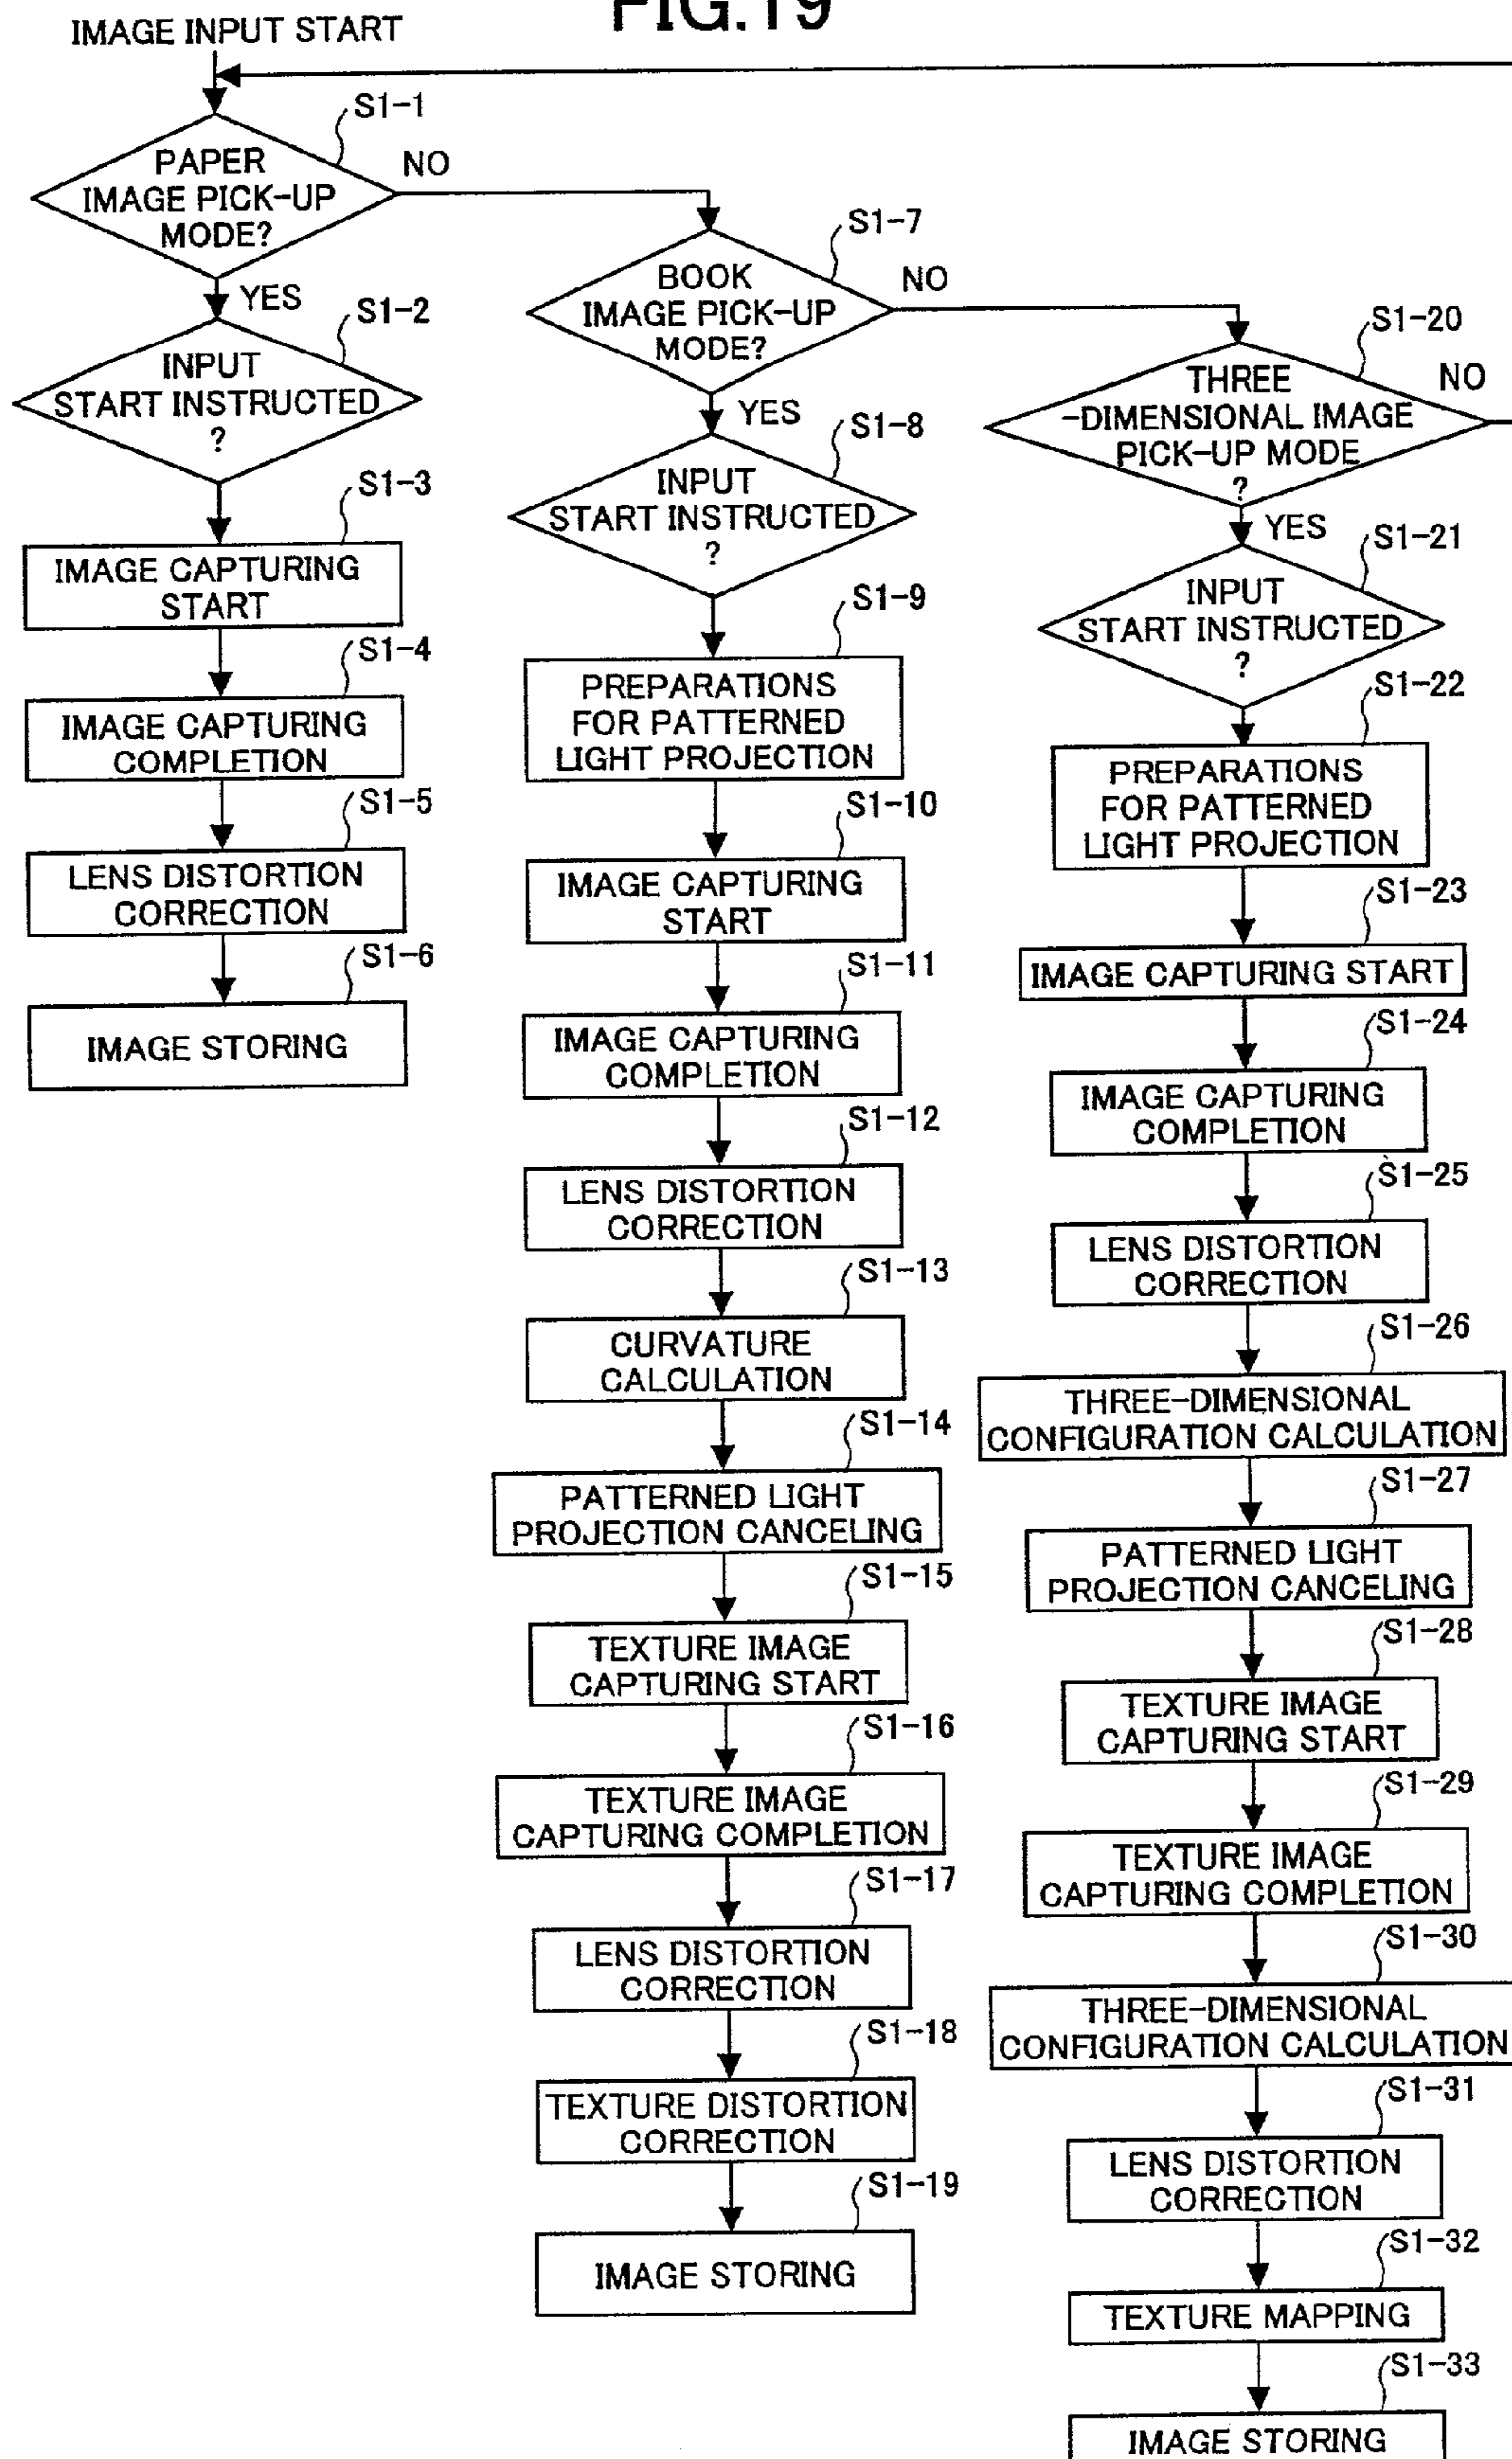 FIG.19
IMAGE INPUT START
S1-1
PAPER
IMAGE PICK-UP
MODE?
NO
YES
S1-2
INPUT
START INSTRUCTED
?
S1-3
IMAGE CAPTURING
START
S1-4
IMAGE CAPTURING
COMPLETION
S1-5
LENS DISTORTION
CORRECTION
S1-6
IMAGE STORING
S1-7
BOOK
IMAGE PICK-UP
MODE?
NO
YES
S1-8
INPUT
START INSTRUCTED
?
S1-9
PREPARATIONS
FOR PATTERNED
LIGHT PROJECTION
S1-10
IMAGE CAPTURING
START
S1-11
IMAGE CAPTURING
COMPLETION
S1-12
LENS DISTORTION
CORRECTION
S1-13
CURVATURE
CALCULATION
S1-14
PATTERNED LIGHT
PROJECTION CANCELING
S1-15
TEXTURE IMAGE
CAPTURING START
S1-16
TEXTURE IMAGE
CAPTURING COMPLETION
S1-17
LENS DISTORTION
CORRECTION
S1-18
TEXTURE DISTORTION
CORRECTION
S1-19
IMAGE STORING
S1-20
THREE
-DIMENSIONAL IMAGE
PICK-UP MODE
?
NO
YES
S1-21
INPUT
START INSTRUCTED
?
S1-22
PREPARATIONS
FOR PATTERNED
LIGHT PROJECTION
S1-23
IMAGE CAPTURING START
S1-24
IMAGE CAPTURING
COMPLETION
S1-25
LENS DISTORTION
CORRECTION
S1-26
THREE-DIMENSIONAL
CONFIGURATION CALCULATION
S1-27
PATTERNED LIGHT
PROJECTION CANCELING
S1-28
TEXTURE IMAGE
CAPTURING START
S1-29
TEXTURE IMAGE
CAPTURING COMPLETION
S1-30
THREE-DIMENSIONAL
CONFIGURATION CALCULATION
S1-31
LENS DISTORTION
CORRECTION
S1-32
TEXTURE MAPPING
S1-33
IMAGE STORING